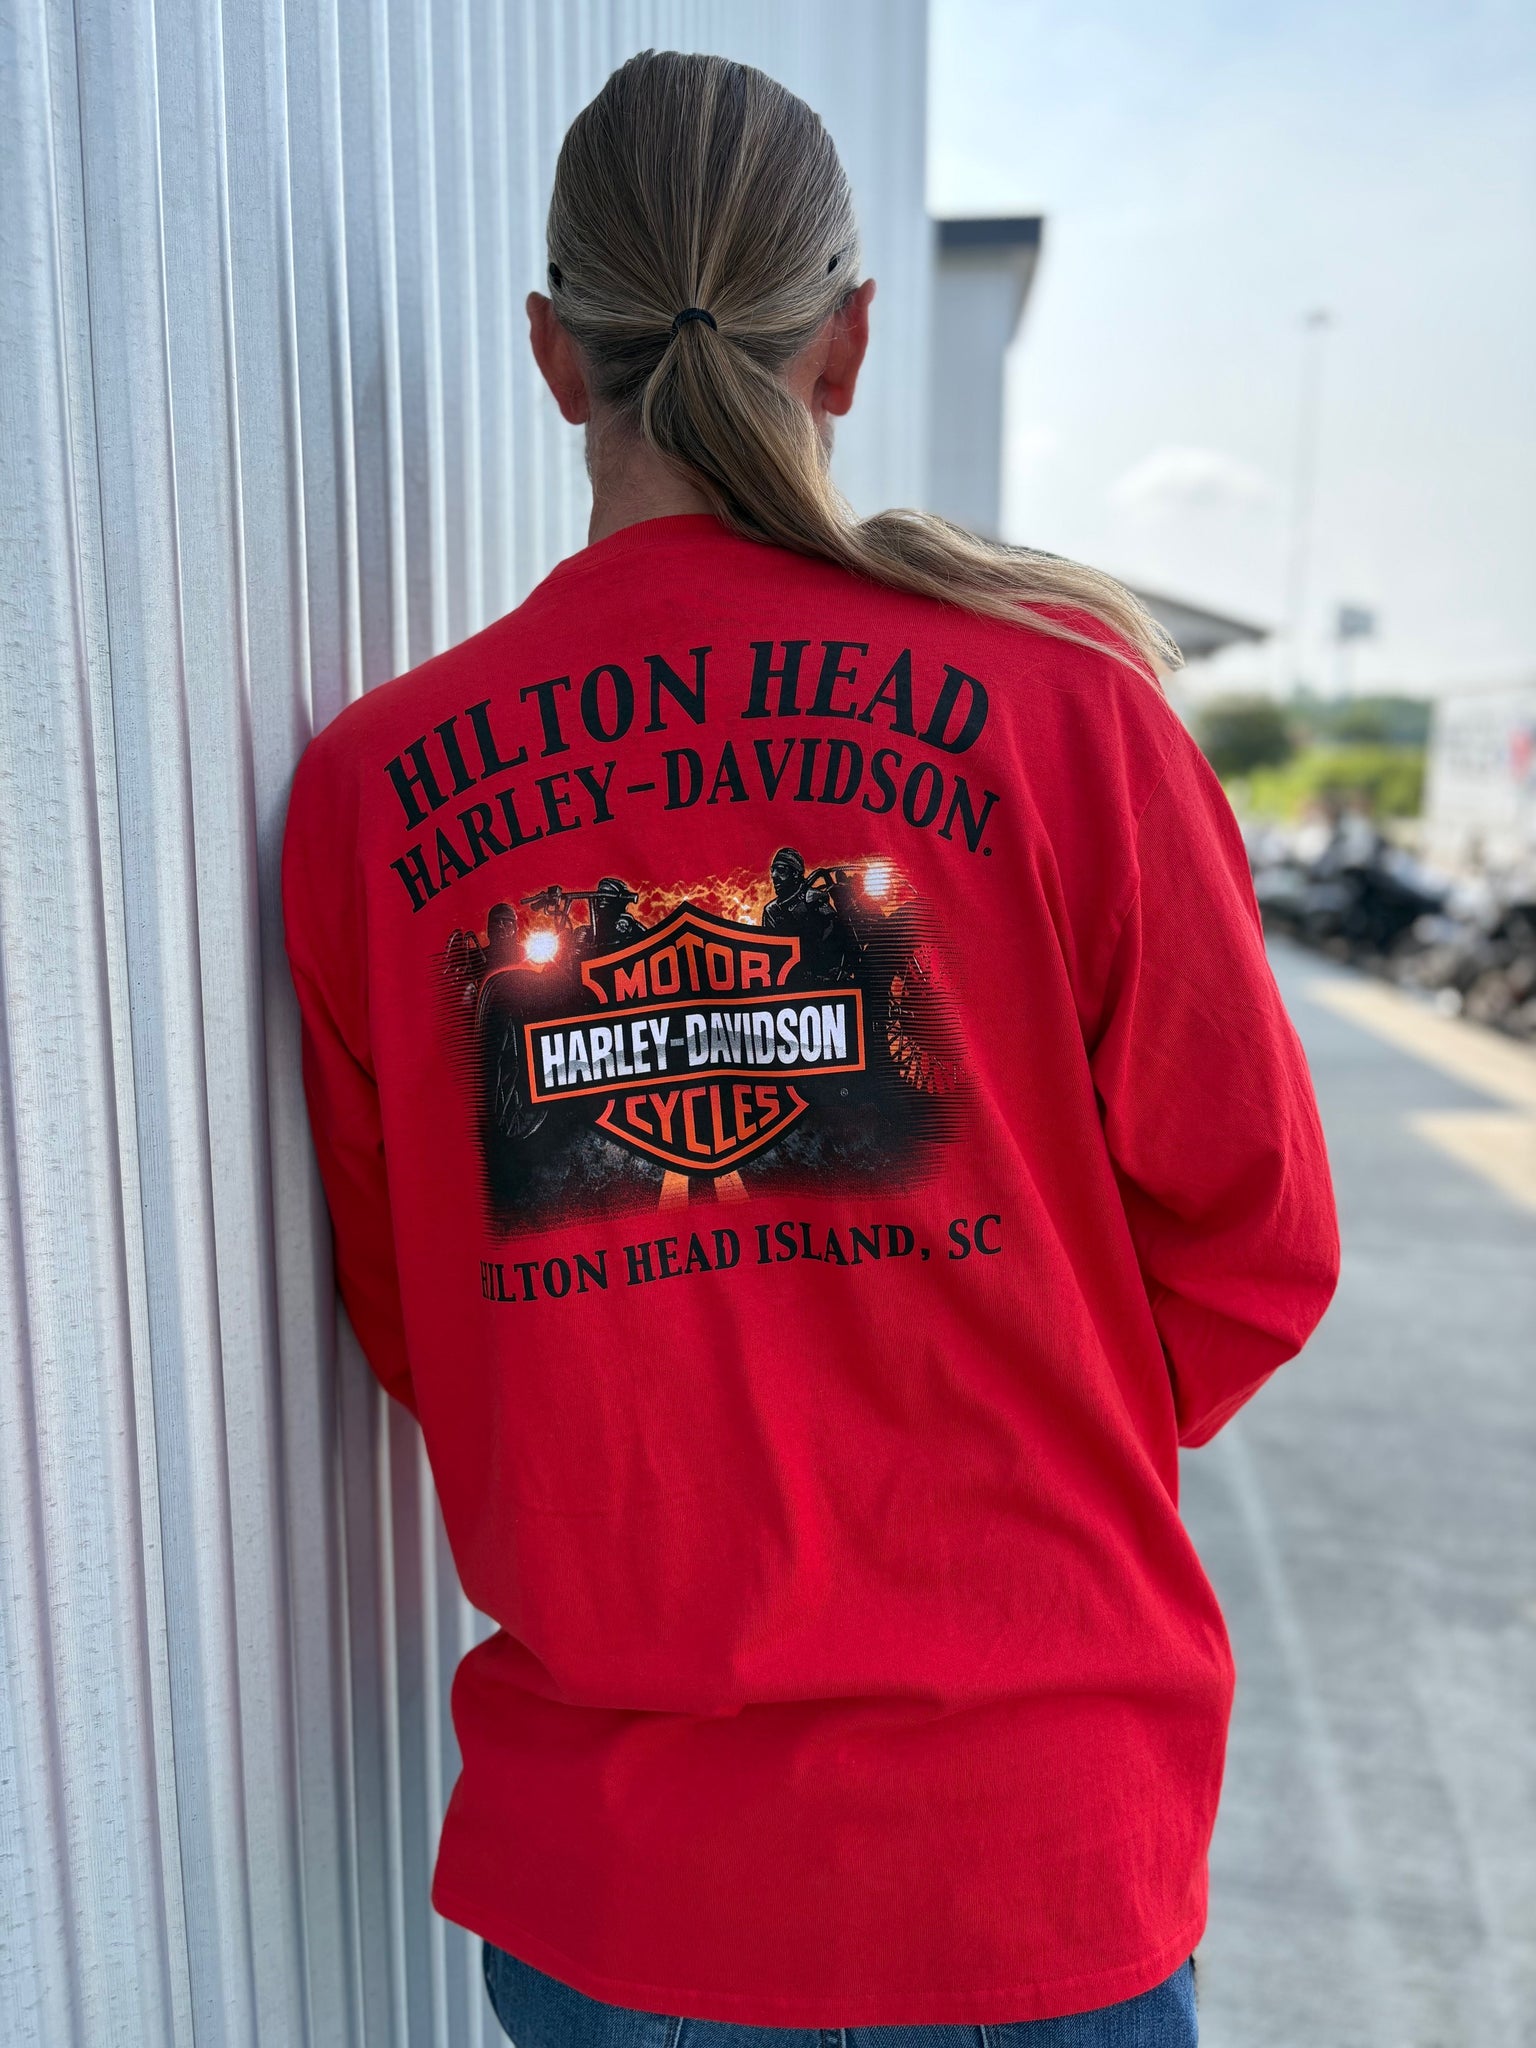 HILTON HEAD
HARLEY-DAVIDSON®
MOTOR
HARLEY-DAVIDSON
CYCLES
®
HILTON HEAD ISLAND, SC